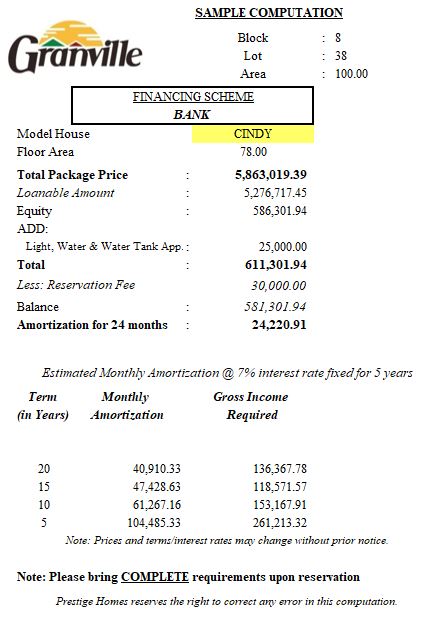 SAMPLE COMPUTATION
Granville
Block : 8
Lot : 38
Area : 100.00
FINANCING SCHEME
BANK
Model House CINDY
Floor Area 78.00
Total Package Price : 5,863,019.39
Loanable Amount : 5,276,717.45
Equity : 586,301.94
ADD:
Light, Water & Water Tank App. : 25,000.00
Total : 611,301.94
Less: Reservation Fee 30,000.00
Balance : 581,301.94
Amortization for 24 months : 24,220.91
Estimated Monthly Amortization @ 7% interest rate fixed for 5 years
Term Monthly Gross Income
(in Years) Amortization Required
20 40,910.33 136,367.78
15 47,428.63 118,571.57
10 61,267.16 153,167.91
5 104,485.33 261,213.32
Note: Prices and terms/interest rates may change without prior notice.
Note: Please bring COMPLETE requirements upon reservation
Prestige Homes reserves the right to correct any error in this computation.